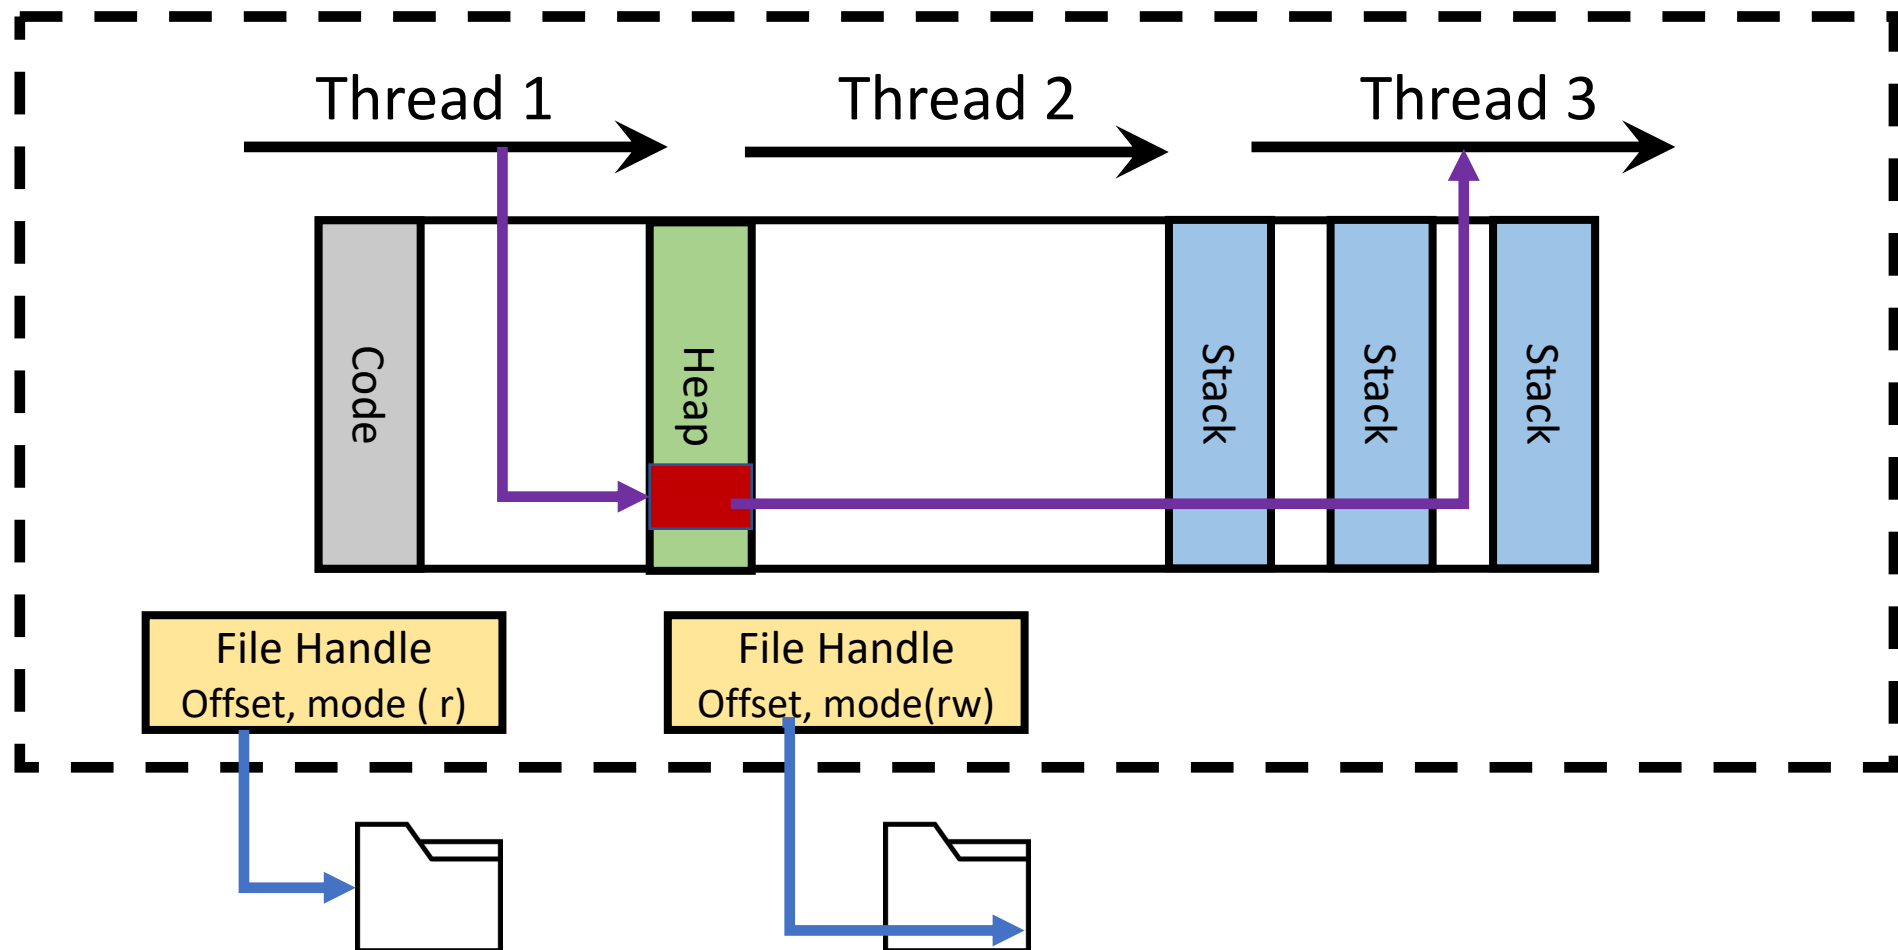 Thread 1
Thread 2
Thread 3
Code
Heap
Stack
Stack
Stack
File Handle
Offset, mode ( r)
File Handle
Offset, mode(rw)